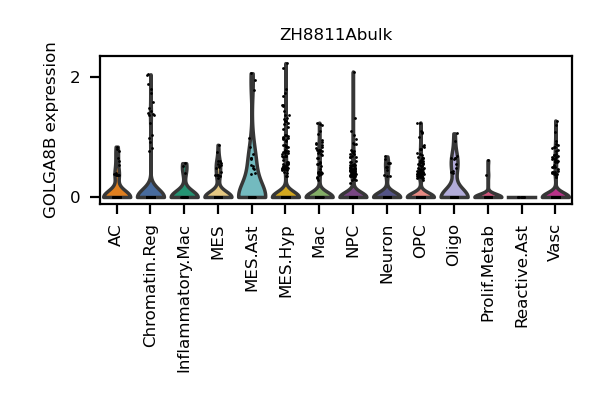 ZH8811Abulk
GOLGA8B expression
2
0
AC
Chromatin.Reg
Inflammatory.Mac
MES
MES.Ast
MES.Hyp
Mac
NPC
Neuron
OPC
Oligo
Prolif.Metab
Reactive.Ast
Vasc